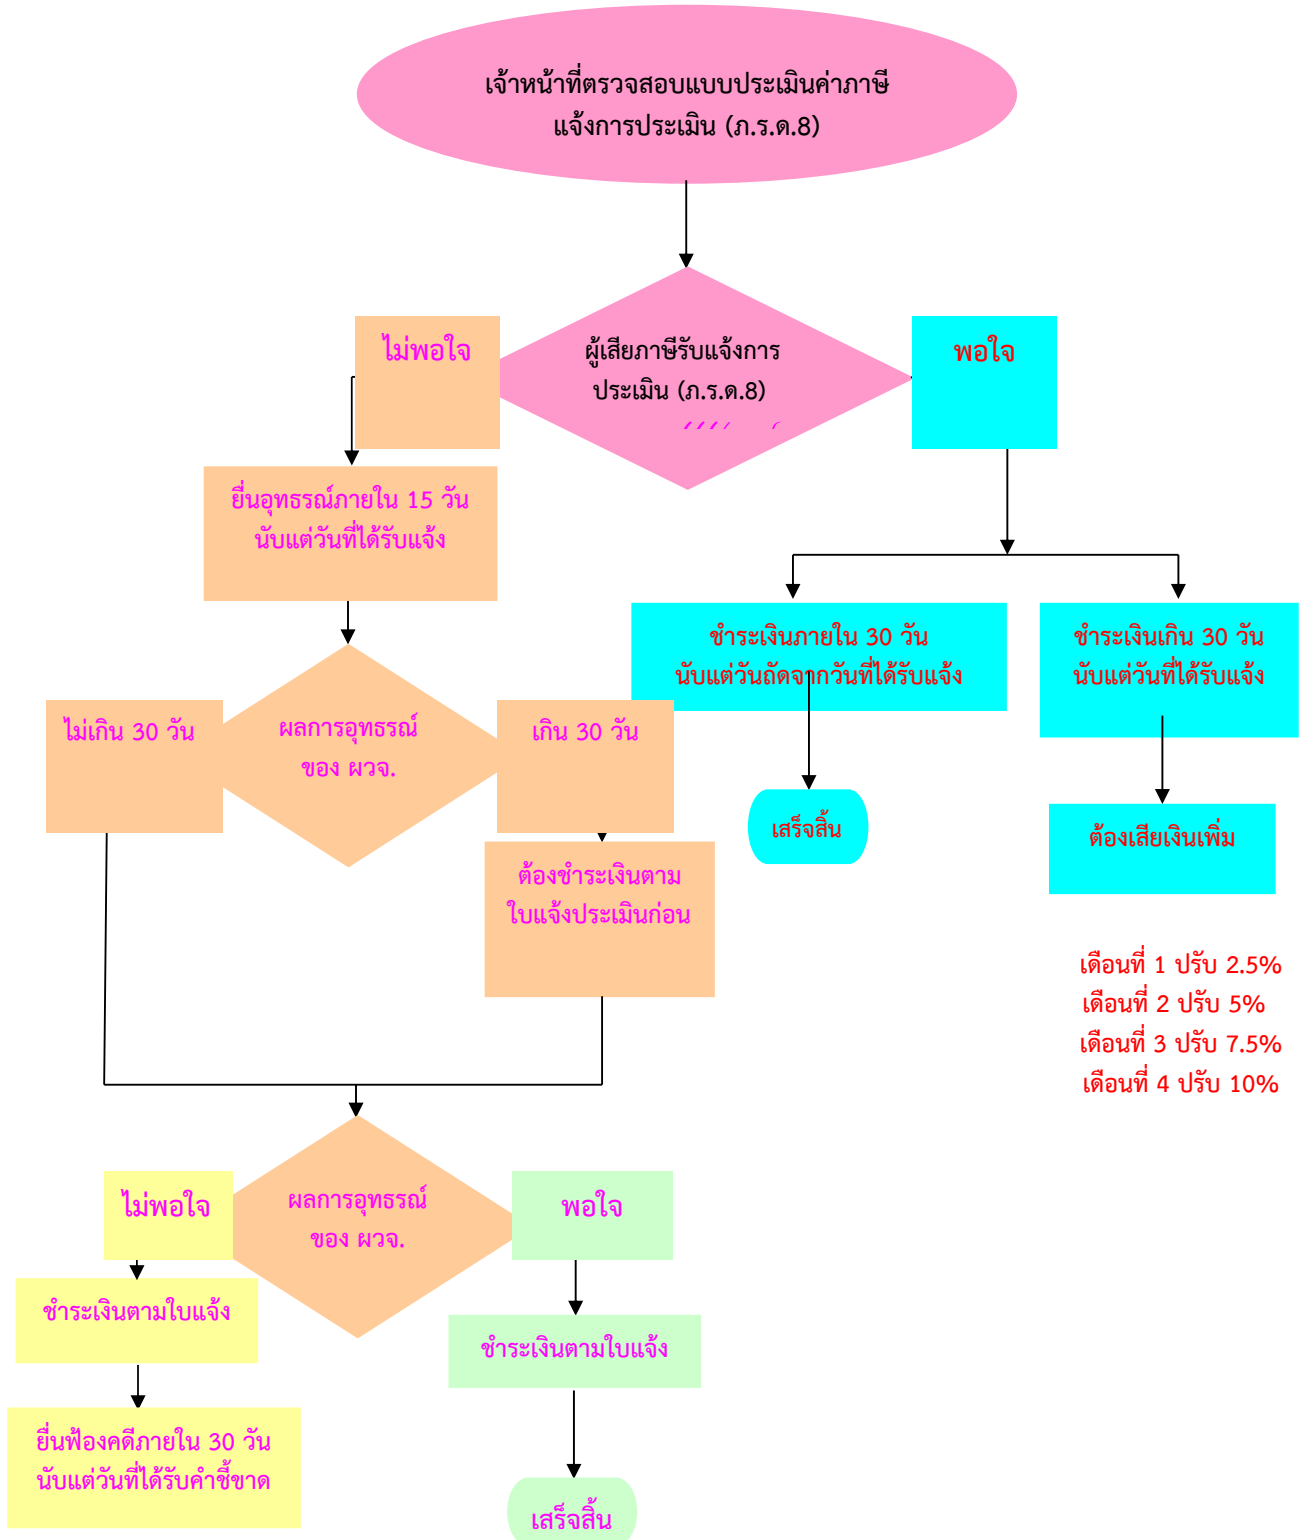 เจ้าหน้าที่ตรวจสอบแบบประเมินค่าภาษี
แจ้งการประเมิน (ภ.ร.ด.8)
ผู้เสียภาษีรับแจ้งการ
ประเมิน (ภ.ร.ด.8)
ไม่พอใจ
พอใจ
ยื่นอุทธรณ์ภายใน 15 วัน
นับแต่วันที่ได้รับแจ้ง
ชำระเงินภายใน 30 วัน
นับแต่วันถัดจากวันที่ได้รับแจ้ง
ชำระเงินเกิน 30 วัน
นับแต่วันที่ได้รับแจ้ง
ไม่เกิน 30 วัน
ผลการอุทธรณ์
ของ ผวจ.
เกิน 30 วัน
เสร็จสิ้น
ต้องเสียเงินเพิ่ม
ต้องชำระเงินตาม
ใบแจ้งประเมินก่อน
เดือนที่ 1 ปรับ 2.5%
เดือนที่ 2 ปรับ 5%
เดือนที่ 3 ปรับ 7.5%
เดือนที่ 4 ปรับ 10%
ไม่พอใจ
ผลการอุทธรณ์
ของ ผวจ.
พอใจ
ชำระเงินตามใบแจ้ง
ชำระเงินตามใบแจ้ง
ยื่นฟ้องคดีภายใน 30 วัน
นับแต่วันที่ได้รับคำชี้ขาด
เสร็จสิ้น